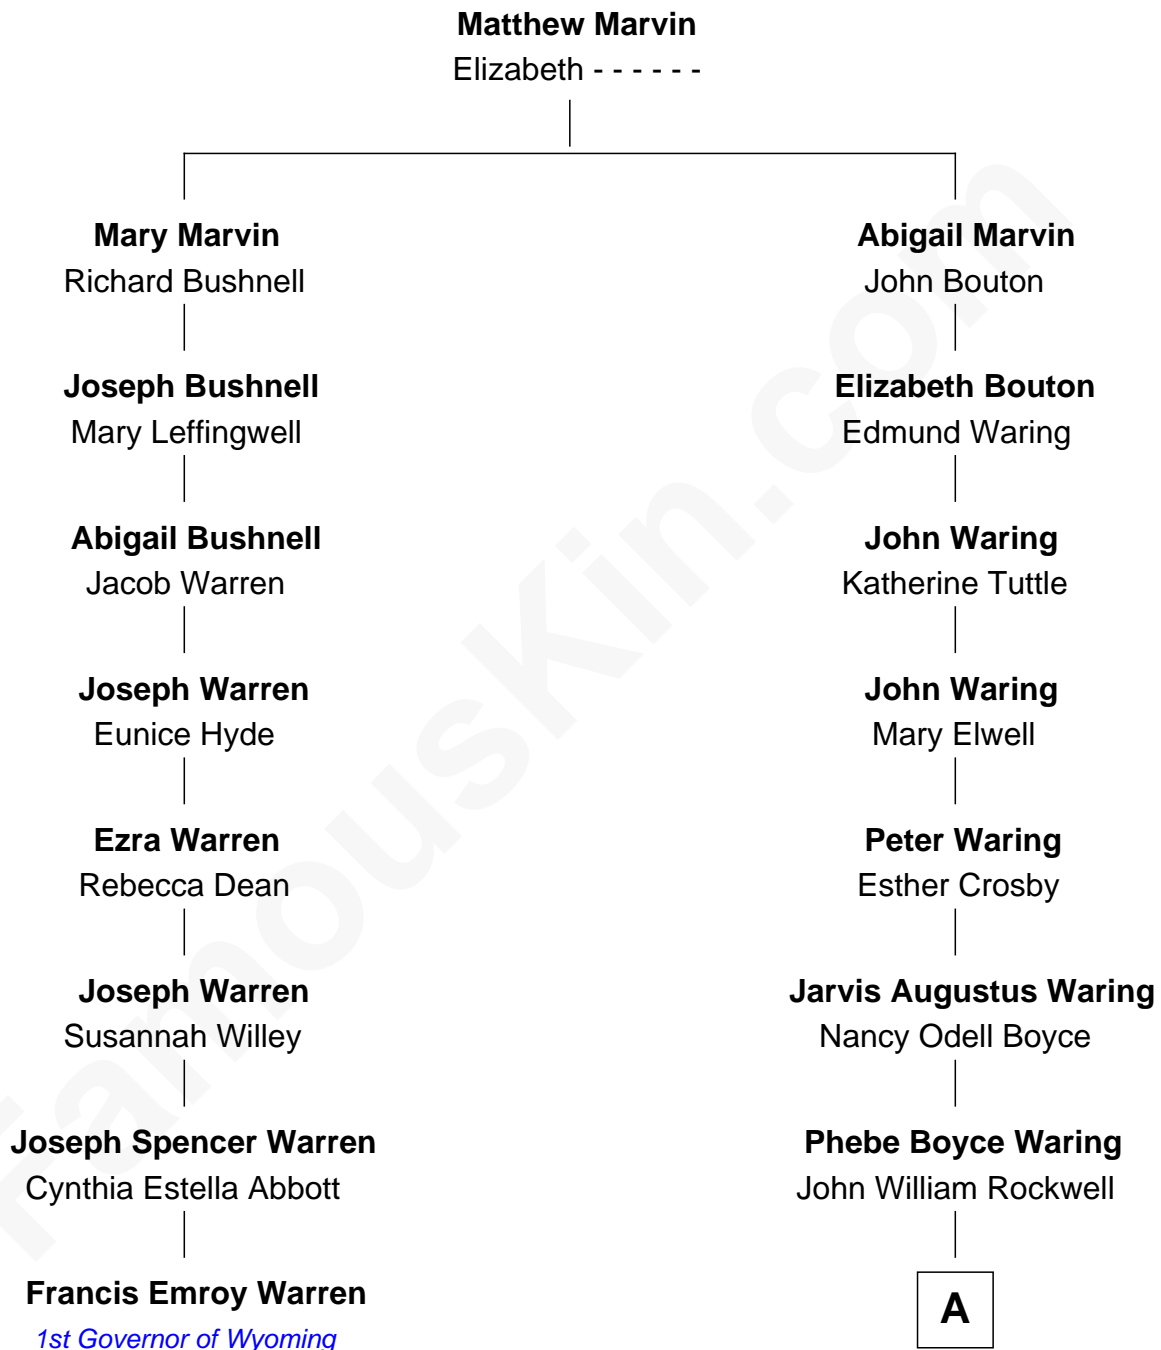 Matthew Marvin
Elizabeth - - - - - -
Mary Marvin
Richard Bushnell
Abigail Marvin
John Bouton
Joseph Bushnell
Mary Leffingwell
Elizabeth Bouton
Edmund Waring
Abigail Bushnell
Jacob Warren
John Waring
Katherine Tuttle
Joseph Warren
Eunice Hyde
John Waring
Mary Elwell
Ezra Warren
Rebecca Dean
Peter Waring
Esther Crosby
Joseph Warren
Susannah Willey
Jarvis Augustus Waring
Nancy Odell Boyce
Joseph Spencer Warren
Cynthia Estella Abbott
Phebe Boyce Waring
John William Rockwell
Francis Emroy Warren
1st Governor of Wyoming
A
FamousKin.com